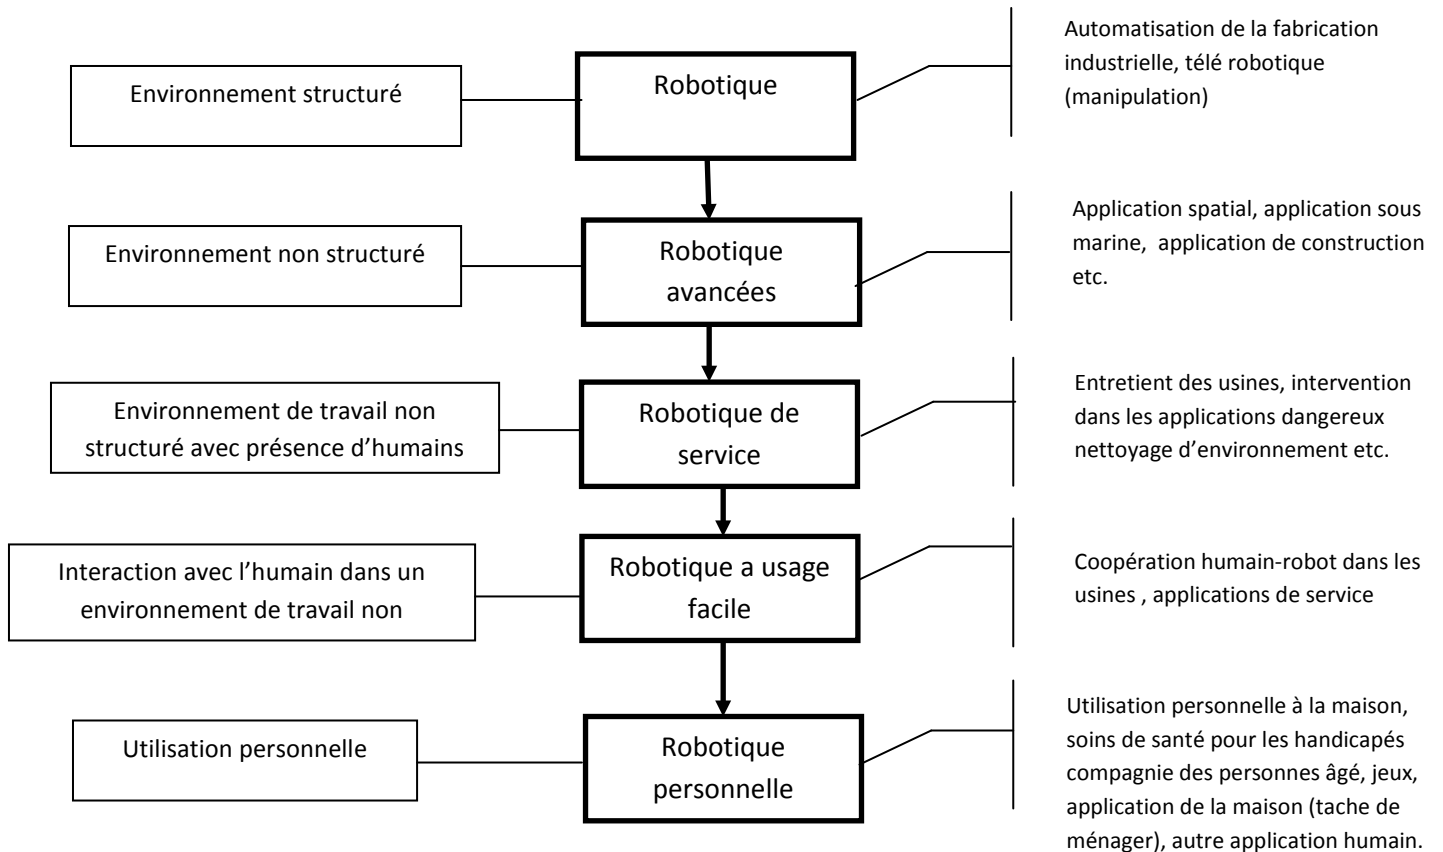 Environnement structuré
Robotique
Automatisation de la fabrication
industrielle, télé robotique
(manipulation)
Environnement non structuré
Robotique
avancées
Application spatial, application sous
marine, application de construction
etc.
Environnement de travail non
structuré avec présence d’humains
Robotique de
service
Entretient des usines, intervention
dans les applications dangereux
nettoyage d’environnement etc.
Interaction avec l’humain dans un
environnement de travail non
Robotique a usage
facile
Coopération humain-robot dans les
usines , applications de service
Utilisation personnelle
Robotique
personnelle
Utilisation personnelle à la maison,
soins de santé pour les handicapés
compagnie des personnes âgé, jeux,
application de la maison (tache de
ménager), autre application humain.